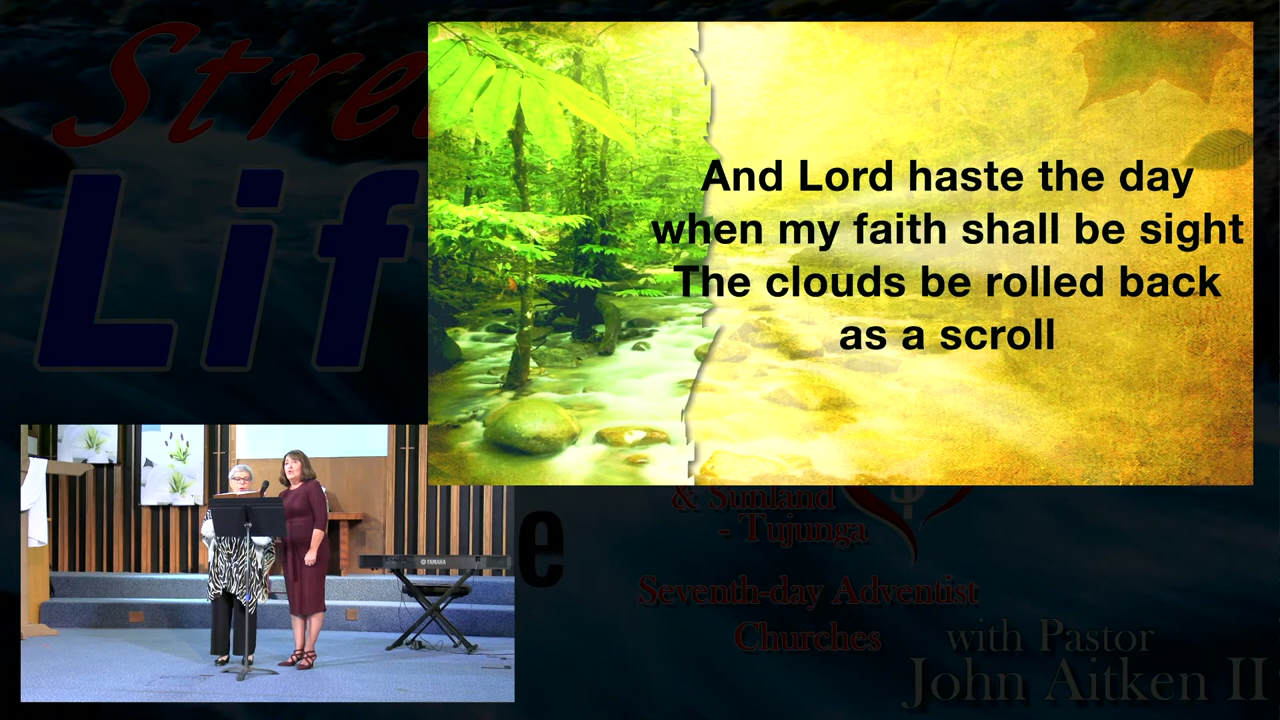 And Lord haste the day
when my faith shall be sight
The clouds be rolled back
as a scroll
& Sunland
- Tujunga
Seventh-day Adventist
Churches
with Pastor
John Aitken II
YAMAHA